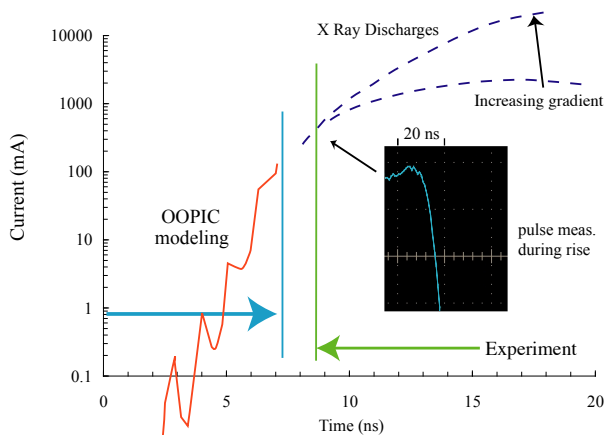 X Ray Discharges
Increasing gradient
20 ns
OOPIC
modeling
pulse meas.
during rise
Experiment
Current (mA)
10000
1000
100
10
1
0.1
0
5
10
15
20
Time (ns)